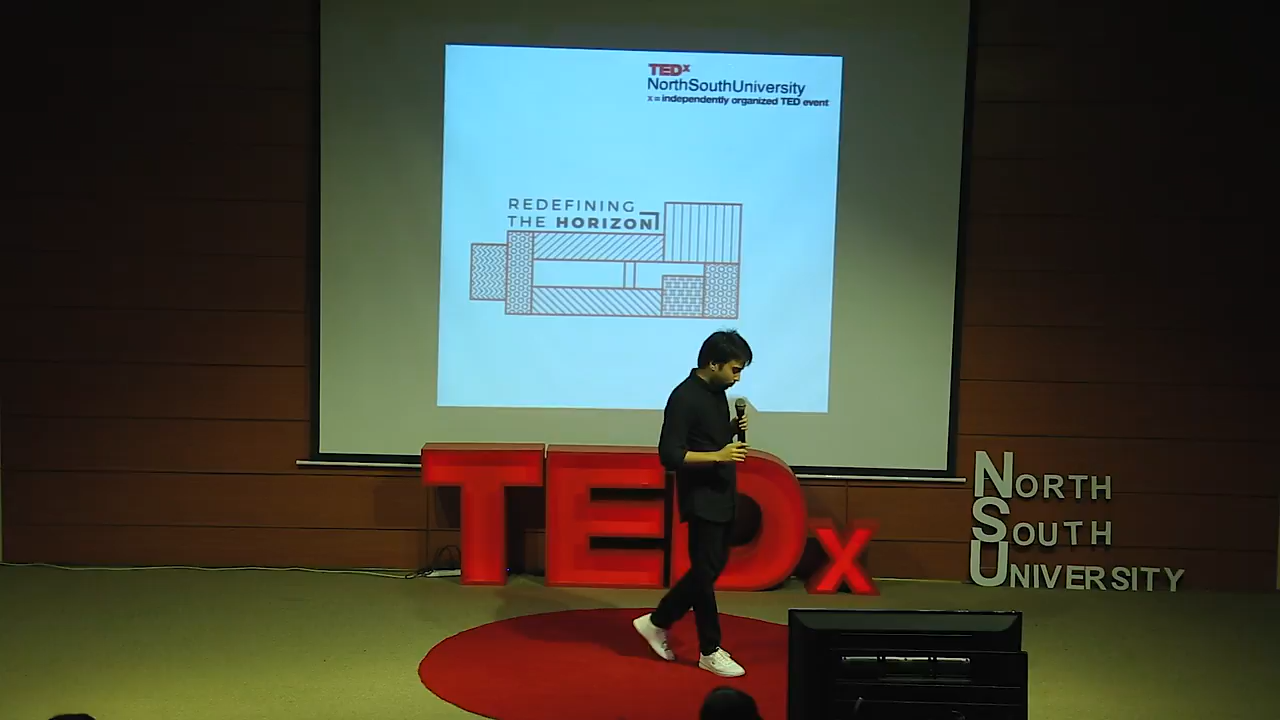 TEDx
NorthSouthUniversity
x = independently organized TED event
REDEFINING
THE HORIZON
TEDx
NORTH
SOUTH
UNIVERSITY